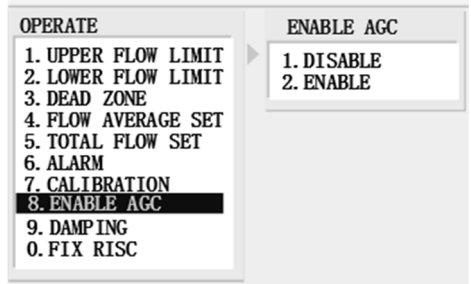 OPERATE
1. UPPER FLOW LIMIT
2. LOWER FLOW LIMIT
3. DEAD ZONE
4. FLOW AVERAGE SET
5. TOTAL FLOW SET
6. ALARM
7. CALIBRATION
8. ENABLE AGC
9. DAMPING
0. FIX RISC
ENABLE AGC
1. DISABLE
2. ENABLE